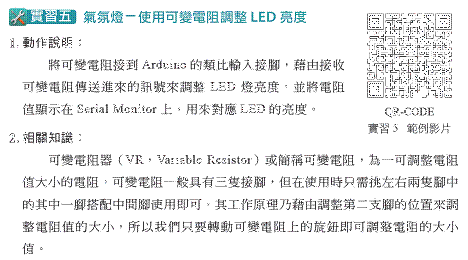 實習五 氣氛燈－使用可變電阻調整 LED 亮度
1. 動作說明：
將可變電阻接到 Arduino 的類比輸入接腳，藉由接收
可變電阻傳送進來的訊號來調整 LED 燈亮度，並將電阻
值顯示在 Serial Monitor 上，用來對應 LED 的亮度。
QR-CODE
實習 5 範例影片
2. 相關知識：
可變電阻器（VR，Variable Resistor）或簡稱可變電阻，為一可調整電阻
值大小的電阻，可變電阻一般具有三隻接腳，但在使用時只需挑左右兩隻腳中
的其中一腳搭配中間腳使用即可，其工作原理乃藉由調整第二支腳的位置來調
整電阻值的大小，所以我們只要轉動可變電阻上的旋鈕即可調整電阻的大小
值。